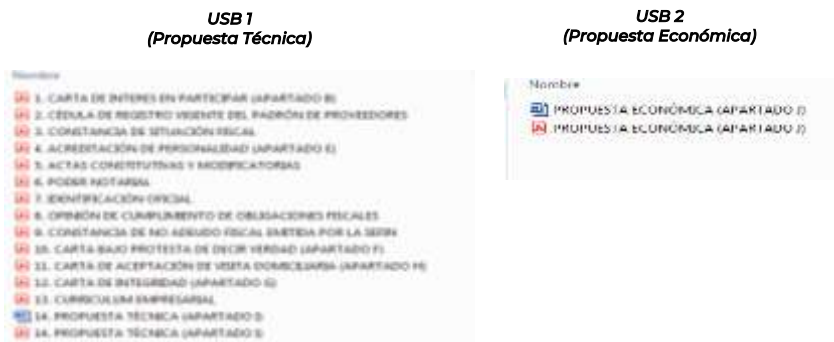 USB 1
(Propuesta Técnica)
Nombre
1. CARTA DE INTERES EN PARTICIPAR (APARTADO B)
2. CÉDULA DE REGISTRO VIGENTE DEL PADRÓN DE PROVEEDORES
3. CONSTANCIA DE SITUACIÓN FISCAL
4. ACREDITACIÓN DE PERSONALIDAD (APARTADO E)
5. ACTAS CONSTITUTIVAS Y MODIFICATORIAS
6. PODER NOTARIAL
7. IDENTIFICACIÓN OFICIAL
8. OPINIÓN DE CUMPLIMIENTO DE OBLIGACIONES FISCALES
9. CONSTANCIA DE NO ADEUDO FISCAL EMITIDA POR LA SEFIN
10. CARTA BAJO PROTESTA DE DECIR VERDAD (APARTADO F)
11. CARTA DE ACEPTACIÓN DE VISITA DOMICILIARIA (APARTADO H)
12. CARTA DE INTEGRIDAD (APARTADO G)
13. CURRICULUM EMPRESARIAL
14. PROPUESTA TÉCNICA (APARTADO I)
14. PROPUESTA TÉCNICA (APARTADO I)
USB 2
(Propuesta Económica)
Nombre
PROPUESTA ECONÓMICA (APARTADO J)
PROPUESTA ECONÓMICA (APARTADO J)